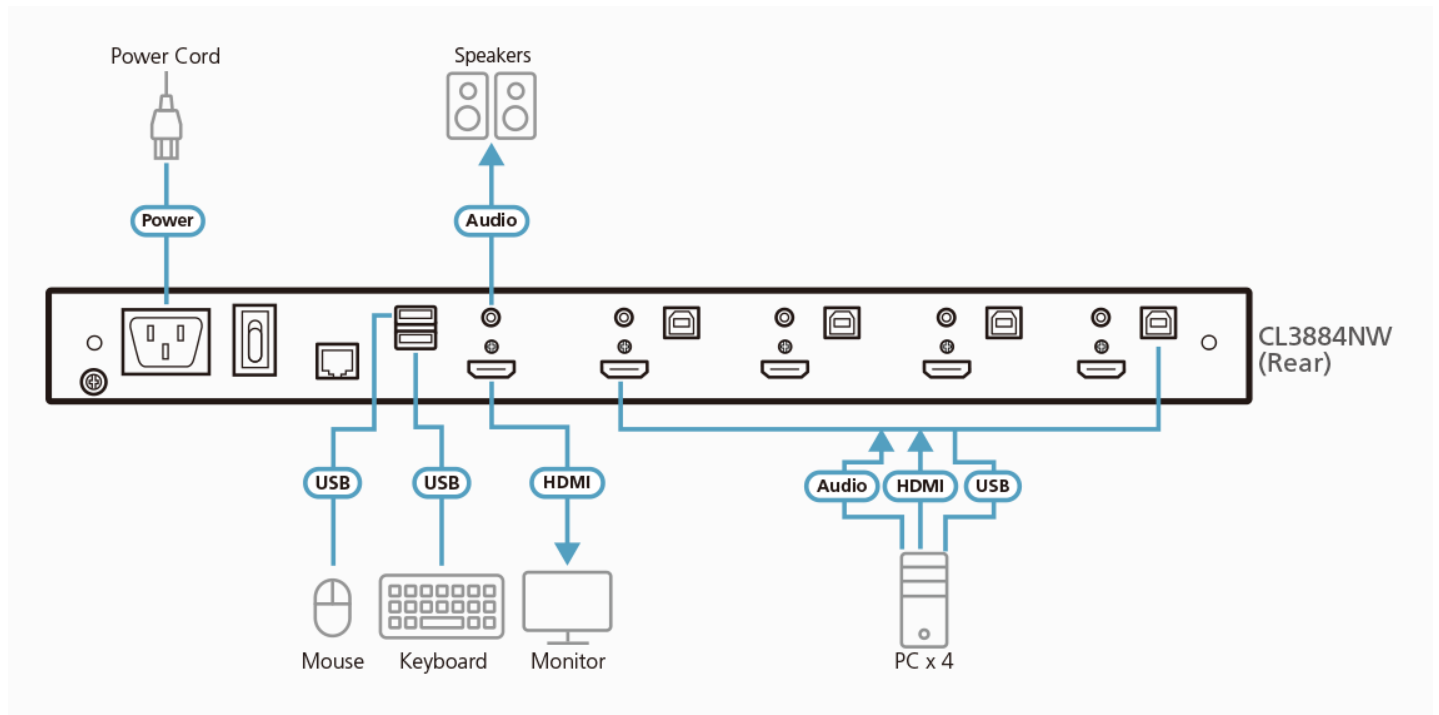 Power Cord
Speakers
Power
Audio
CL3884NW
(Rear)
USB
USB
HDMI
Audio
HDMI
USB
Mouse
Keyboard
Monitor
PC x 4